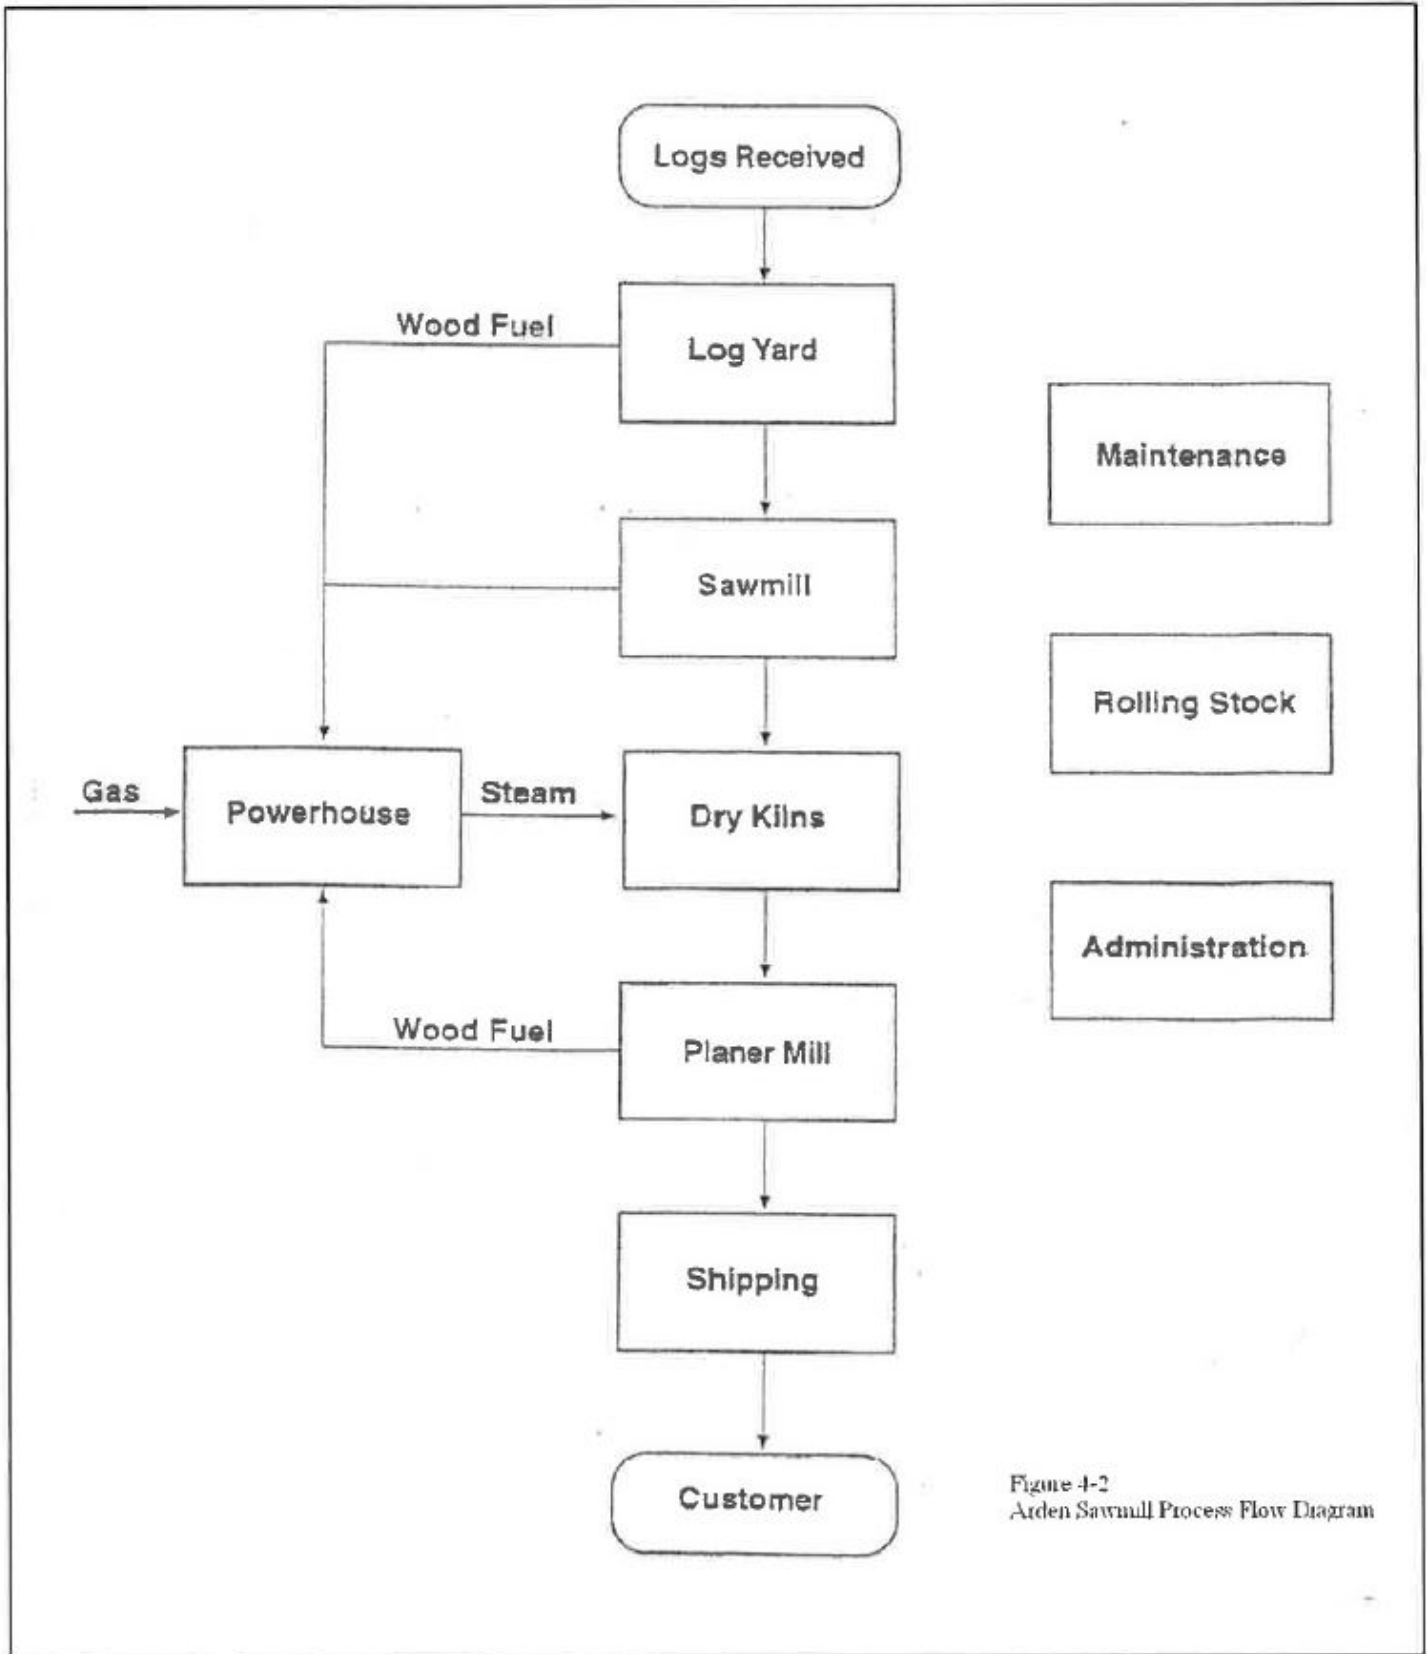 Logs Received
Wood Fuel
Log Yard
Maintenance
Sawmill
Rolling Stock
Gas
Powerhouse
Steam
Dry Kilns
Administration
Wood Fuel
Planer Mill
Shipping
Customer
Figure 4-2
Arden Sawmill Process Flow Diagram